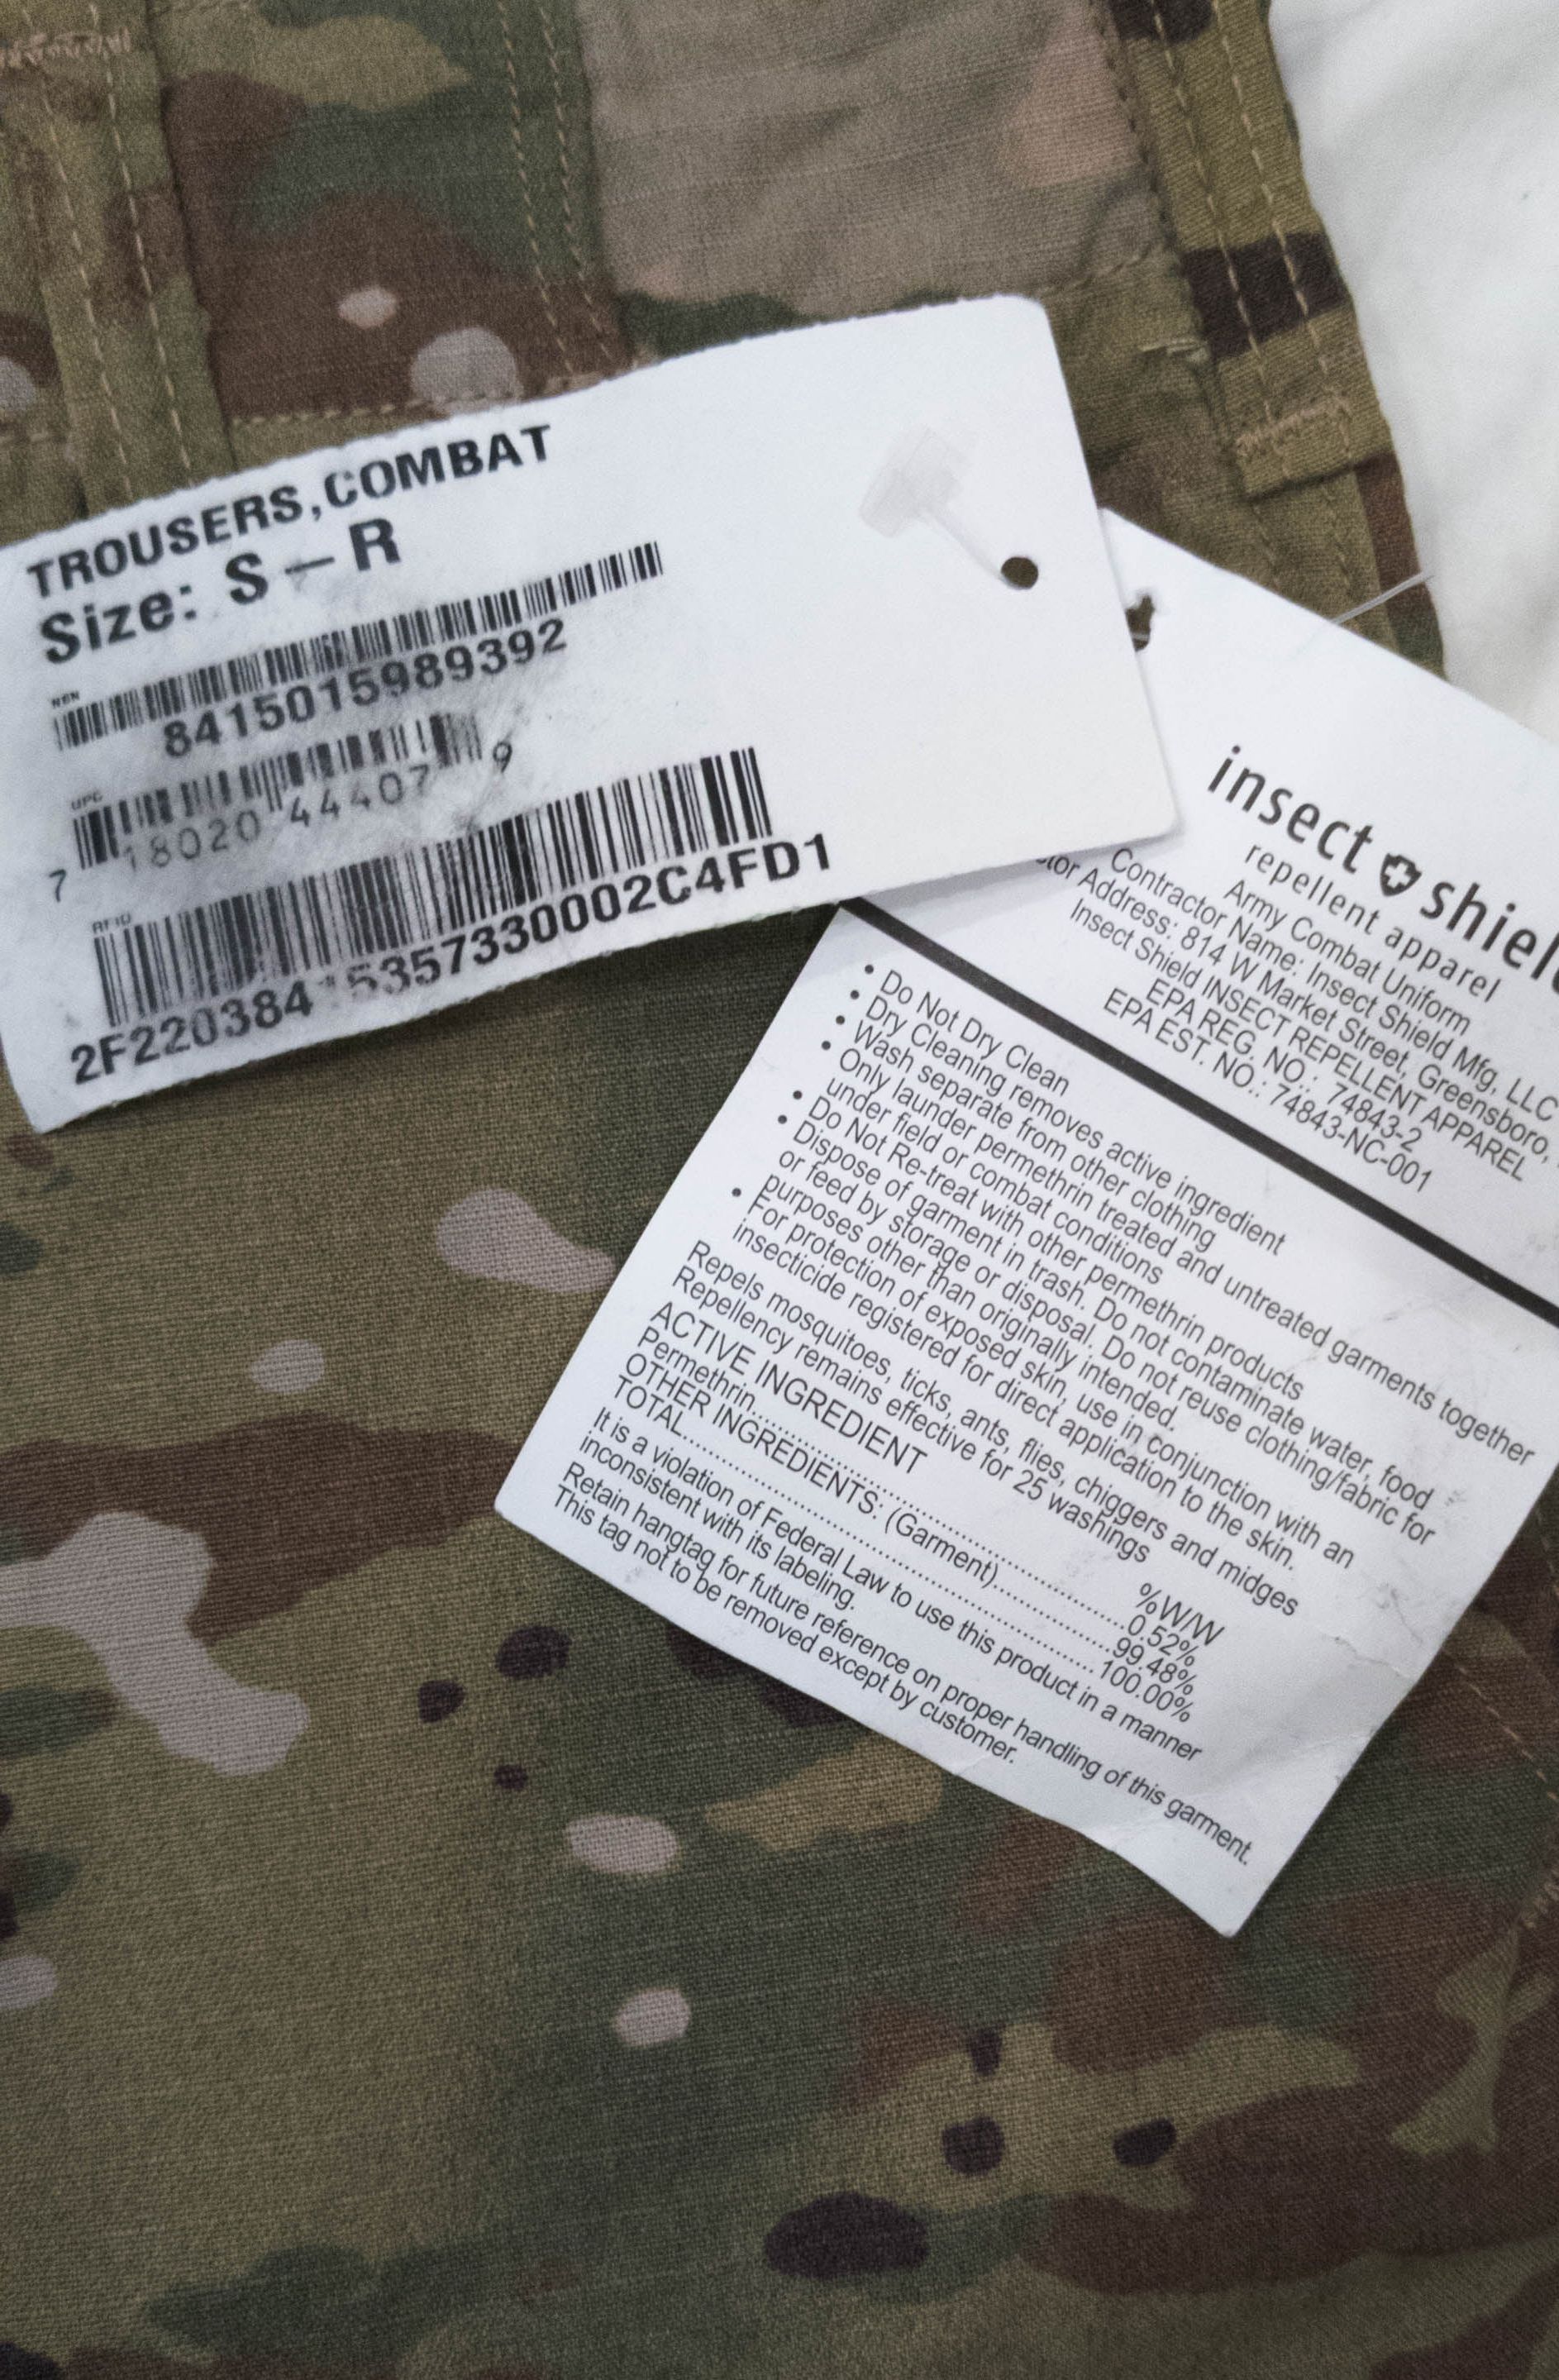 TROUSERS,COMBAT
Size: S – R
NSN
8415015989392
UPC
7 18020 44407 9
RFID
2F220384 535733 0002C4FD1
insect shiel
repellent apparel
Army Combat Uniform
Contractor Name: Insect Shield Mfg, LLC
Address: 814 W Market Street, Greensboro,
Insect Shield INSECT REPELLENT APPAREL
EPA REG. NO.: 74843-2
EPA EST. NO.: 74843-NC-001
• Do Not Dry Clean
• Dry Cleaning removes active ingredient
• Wash separate from other clothing
• Only launder permethrin treated and untreated garments together
under field or combat conditions
• Do Not Re-treat with other permethrin products
• Dispose of garment in trash. Do not contaminate water, food
or feed by storage or disposal. Do not reuse clothing/fabric for
purposes other than originally intended.
• For protection of exposed skin, use in conjunction with an
insecticide registered for direct application to the skin.
Repels mosquitoes, ticks, ants, flies, chiggers and midges
Repellency remains effective for 25 washings
ACTIVE INGREDIENT %W/W
Permethrin..........0.52%
OTHER INGREDIENTS: (Garment)..........99.48%
TOTAL..........100.00%
It is a violation of Federal Law to use this product in a manner
inconsistent with its labeling.
Retain hangtag for future reference on proper handling of this garment.
This tag not to be removed except by customer.